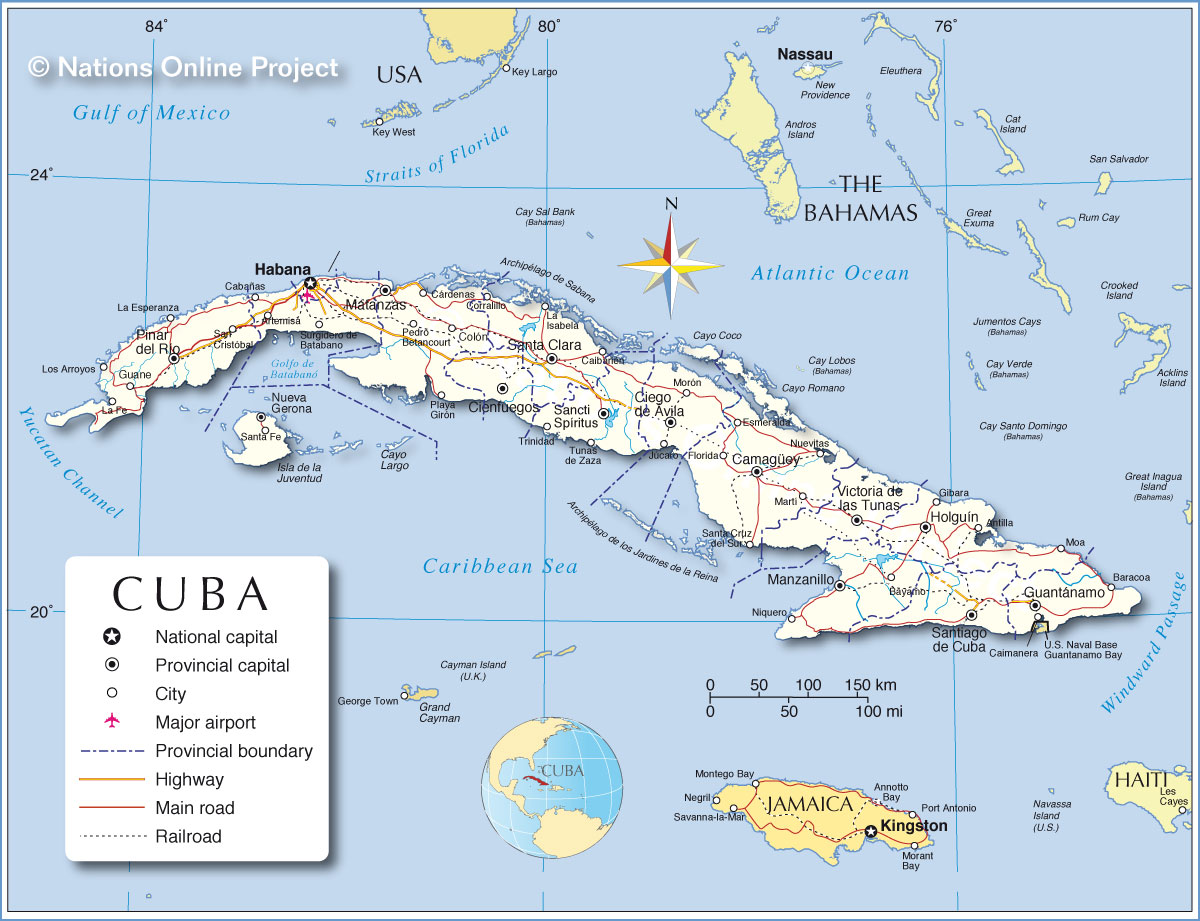 84°
80°
76°
© Nations Online Project
USA
Key Largo
Nassau
New
Providence
Eleuthera
Gulf of Mexico
Key West
Straits of Florida
Andros
Island
Cat
Island
San Salvador
24°
THE
BAHAMAS
Cay Sal Bank
(Bahamas)
N
Great
Exuma
Rum Cay
Habana
Archipélago de Sabana
Atlantic Ocean
Cabañas
Matanzas
Cárdenas
Corralillo
Crooked
Island
La Esperanza
Artemisa
La
Isabela
Jumentos Cays
(Bahamas)
Pinar
del Río
San
Cristóbal
Surgidero de
Batabano
Pedro
Betancourt
Colón
Santa Clara
Caibarién
Cayo Coco
Los Arroyos
Guane
Golfo de
Batabanó
Cay Lobos
(Bahamas)
Cay Verde
(Bahamas)
Acklins
Island
Morón
Cayo Romano
La Fe
Nueva
Gerona
Santa Fe
Playa
Girón
Cienfuegos
Sancti
Spíritus
Ciego
de Ávila
Esmeralda
Cay Santo Domingo
(Bahamas)
Yucatan Channel
Isla de la
Juventud
Cayo
Largo
Trinidad
Tunas
de Zaza
Júcaro
Florida
Camagüey
Nuevitas
Great Inagua
Island
(Bahamas)
Martí
Victoria de
las Tunas
Gibara
Holguín
Antilla
Archipélago de los Jardines de la Reina
Santa Cruz
del Sur
Moa
Caribbean Sea
Manzanillo
Bayamo
Guantánamo
Baracoa
20°
Niquero
Santiago
de Cuba
Caimanera
U.S. Naval Base
Guantanamo Bay
Windward Passage
CUBA
National capital
Provincial capital
City
Major airport
Provincial boundary
Highway
Main road
Railroad
Cayman Island
(U.K.)
George Town
Grand
Cayman
0 50 100 150 km
0 50 100 mi
CUBA
Montego Bay
Negril
Savanna-la-Mar
JAMAICA
Annotto
Bay
Port Antonio
Kingston
Morant
Bay
Navassa
Island
(U.S.)
HAITI
Les
Cayes